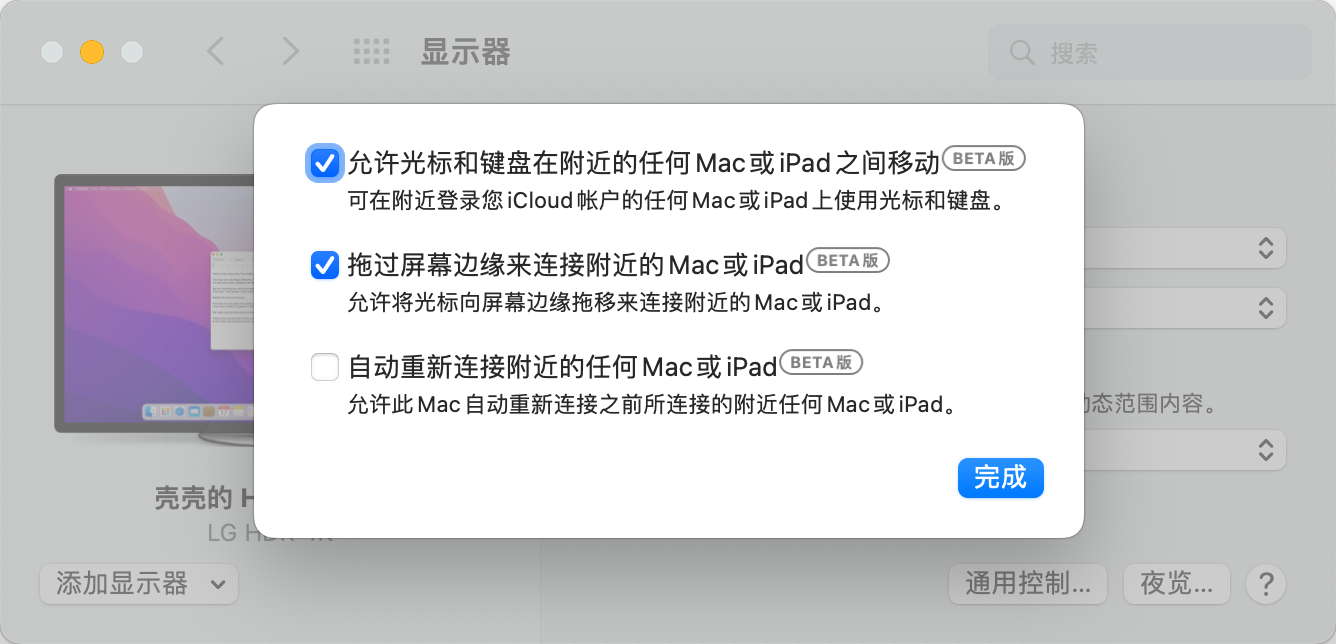 显示器
搜索
允许光标和键盘在附近的任何 Mac 或 iPad 之间移动 BETA 版
可在附近登录您 iCloud 帐户的任何 Mac 或 iPad 上使用光标和键盘。
拖过屏幕边缘来连接附近的 Mac 或 iPad BETA 版
允许将光标向屏幕边缘拖移来连接附近的 Mac 或 iPad。
自动重新连接附近的任何 Mac 或 iPad BETA 版
允许此 Mac 自动重新连接之前所连接的附近任何 Mac 或 iPad。
态范围内容。
完成
壳壳的
LG HDR 4K
添加显示器
通用控制...
夜览...
?